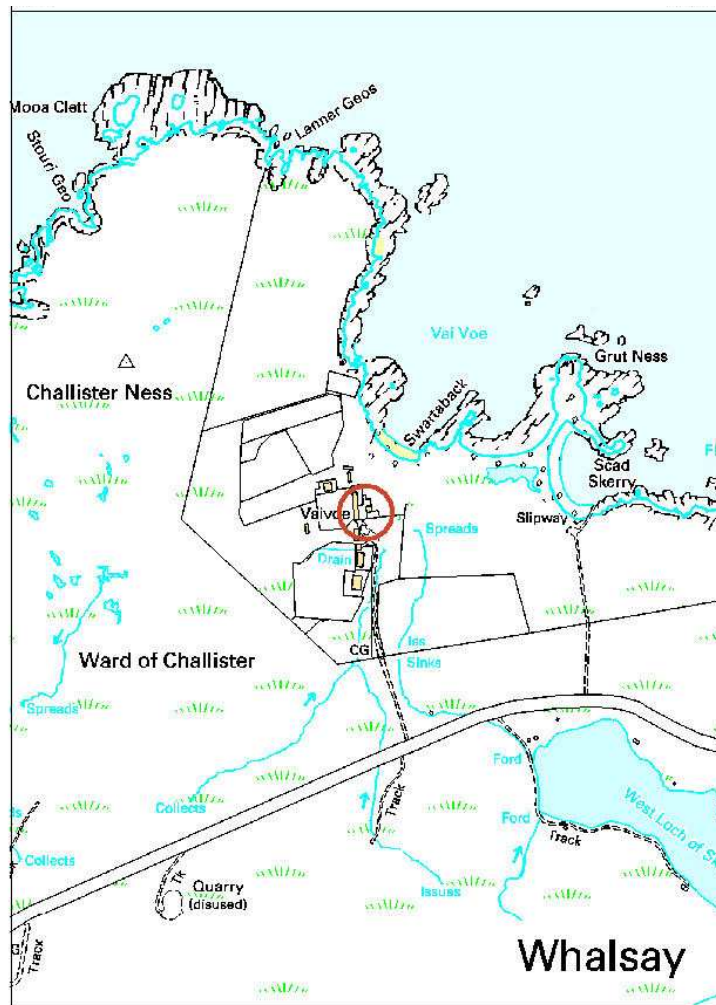 Mooa Clett
Lanner Geos
Stouri Geo
Vai Voe
Grut Ness
Challister Ness
Swartaback
Scad
Skerry
Vaivoe
Slipway
Spreads
Drain
Iss
CG
Sinks
Ward of Challister
Spreads
Ford
Collects
Track
Ford
West Loch of
Track
Collects
Issuss
Tk
Quarry
(disused)
Whalsay
Track